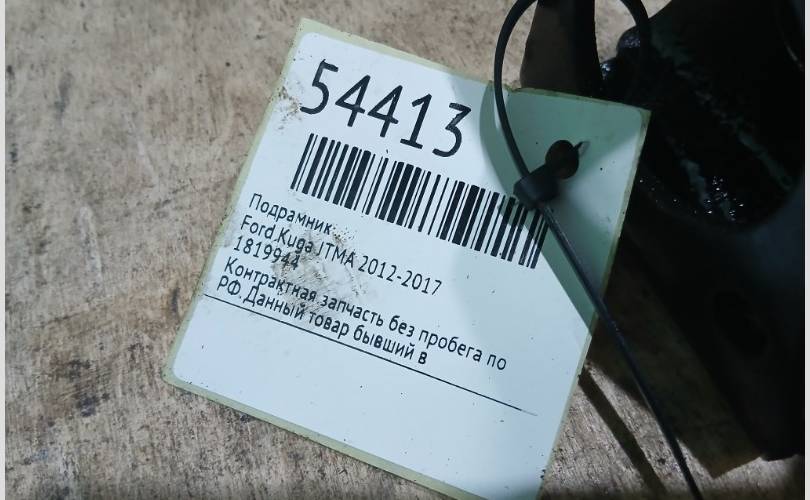 54413
Подрамник
Ford Kuga ITMA 2012-2017
1819944
Контрактная запчасть без пробега по
РФ.Данный товар бывший в